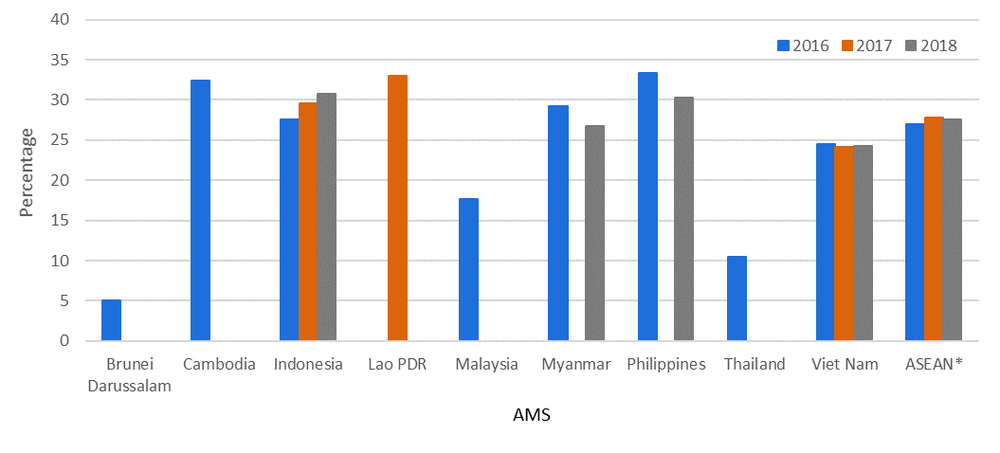 40
35
30
25
20
15
10
5
0
Percentage
2016 2017 2018
Brunei Darussalam
Cambodia
Indonesia
Lao PDR
Malaysia
Myanmar
Philippines
Thailand
Viet Nam
ASEAN*
AMS